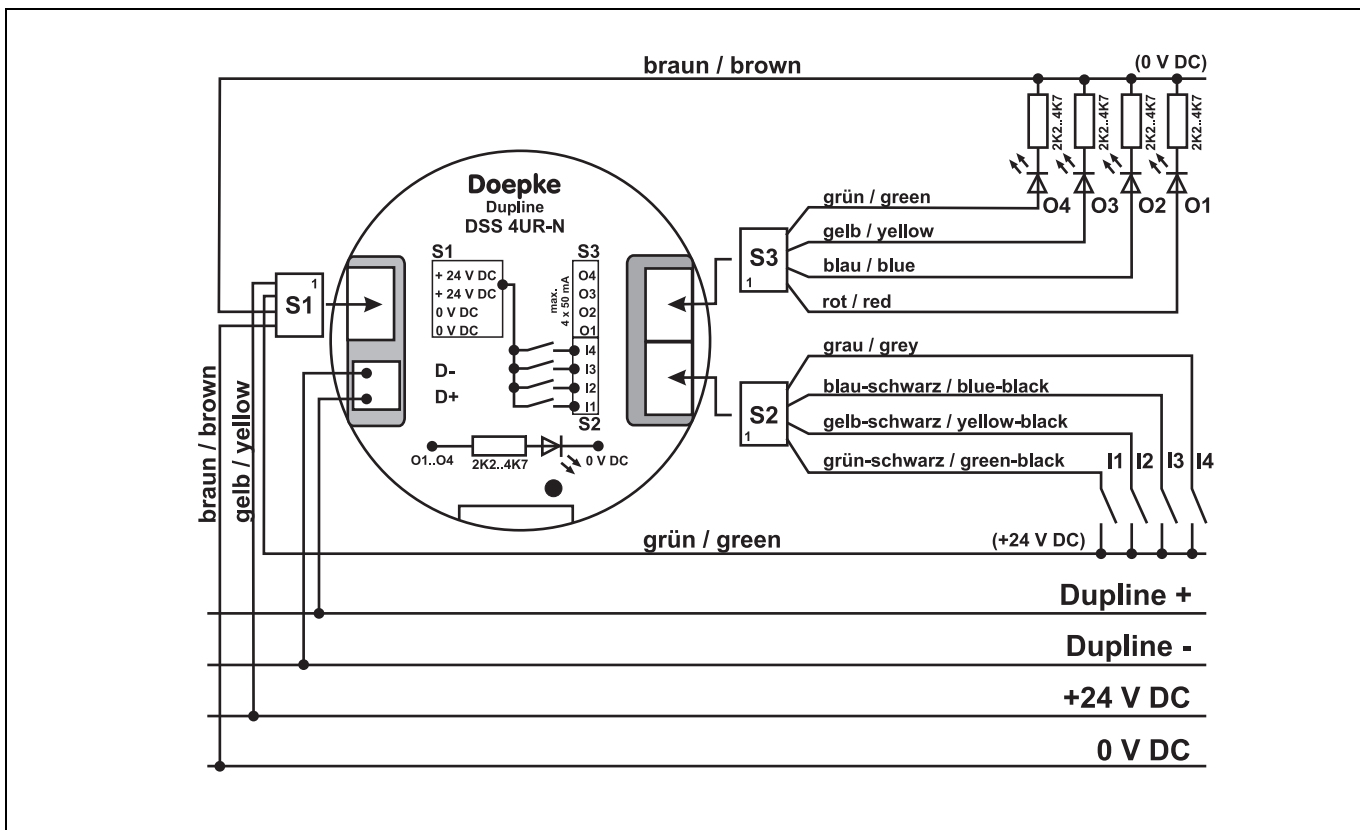 braun / brown
(0 V DC)
2K2..4K7
2K2..4K7
2K2..4K7
2K2..4K7
O4
O3
O2
O1
Doepke
Dupline
DSS 4UR-N
S1
+ 24 V DC
+ 24 V DC
0 V DC
0 V DC
max.
4 x 50 mA
S3
O4
O3
O2
O1
I4
I3
I2
I1
S2
D-
D+
O1..O4
2K2..4K7
0 V DC
1
S1
S3
1
grün / green
gelb / yellow
blau / blue
rot / red
S2
1
grau / grey
blau-schwarz / blue-black
gelb-schwarz / yellow-black
grün-schwarz / green-black
I1
I2
I3
I4
braun / brown
gelb / yellow
grün / green
(+24 V DC)
Dupline +
Dupline -
+24 V DC
0 V DC